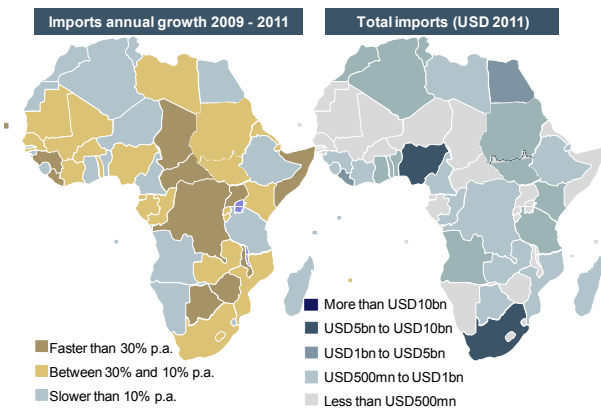 Imports annual growth 2009 - 2011
Total imports (USD 2011)
Faster than 30% p.a.
Between 30% and 10% p.a.
Slower than 10% p.a.
More than USD10bn
USD5bn to USD10bn
USD1bn to USD5bn
USD500mn to USD1bn
Less than USD500mn